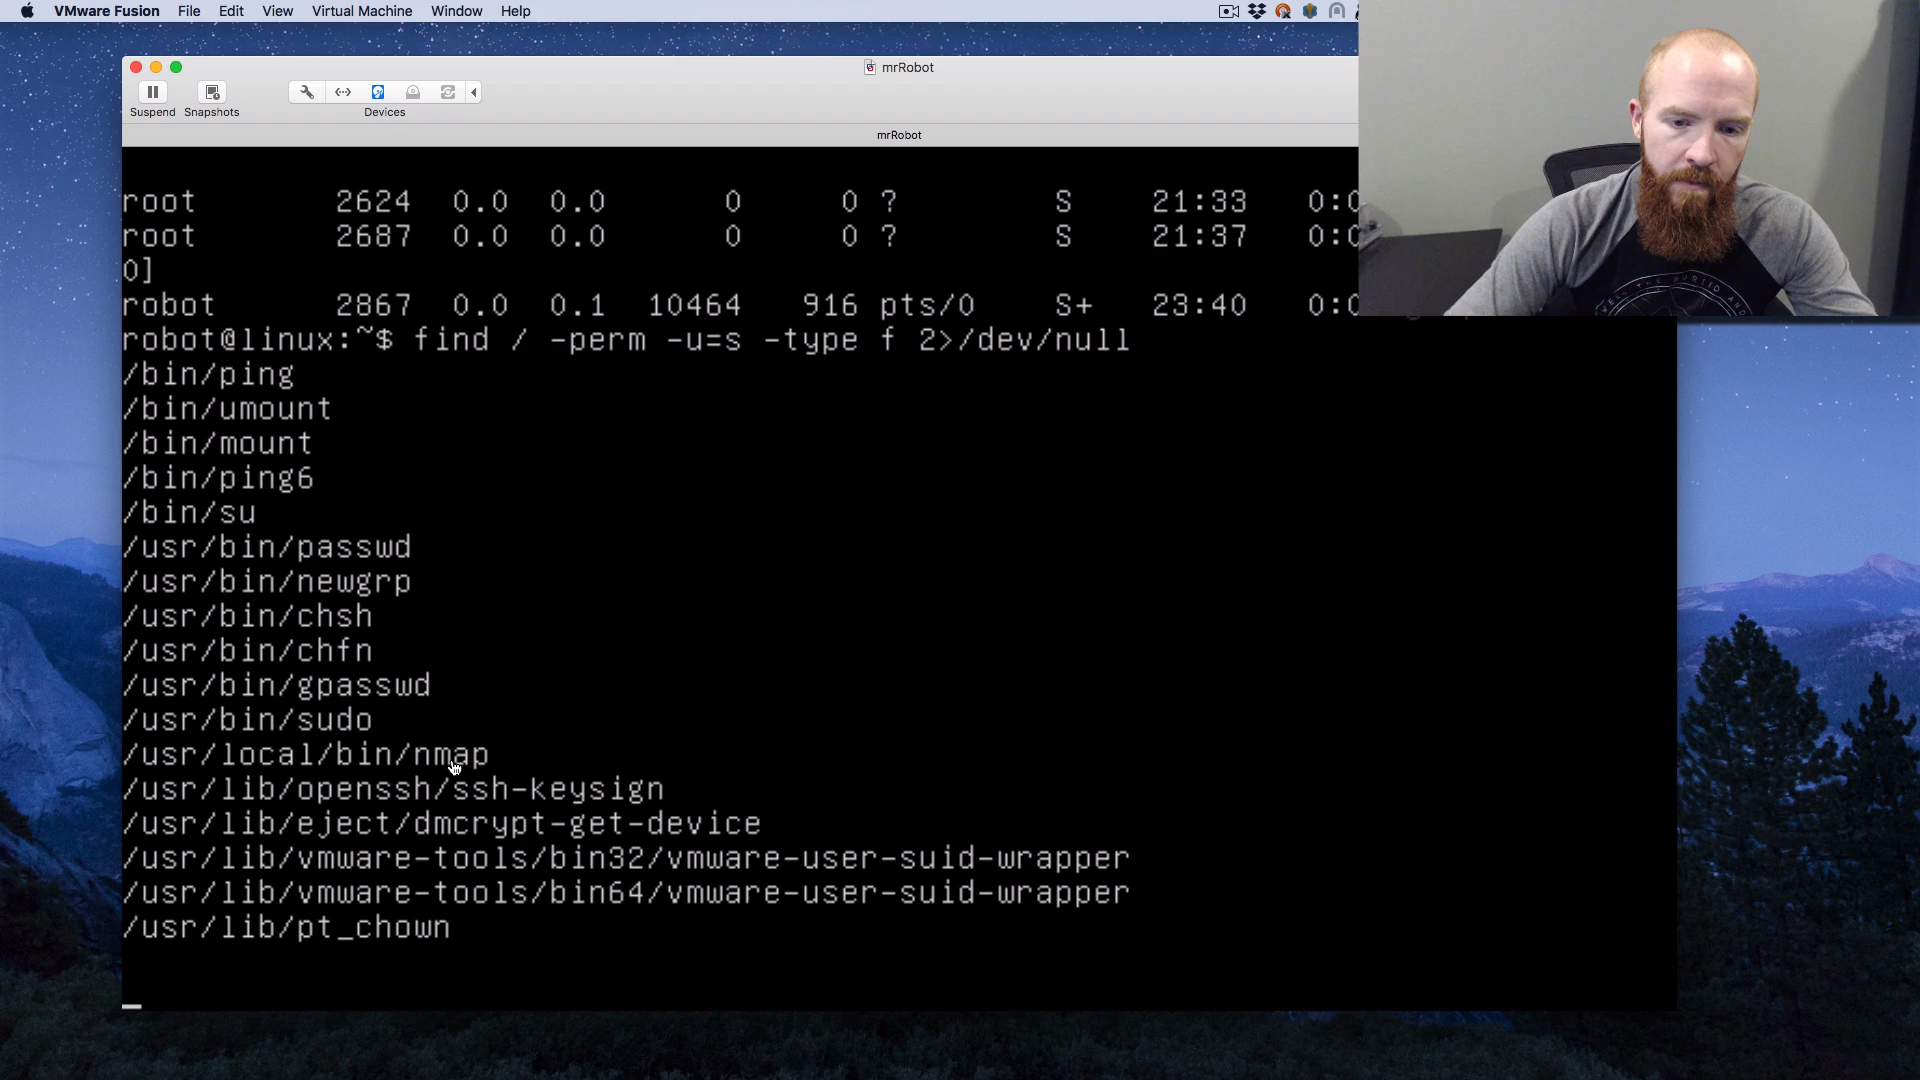 VMware Fusion File Edit View Virtual Machine Window Help
mrRobot
Suspend Snapshots Devices
mrRobot
root 2624 0.0 0.0 0 0 ? S 21:33 0:0
root 2687 0.0 0.0 0 0 ? S 21:37 0:0
0]
robot 2867 0.0 0.1 10464 916 pts/0 S+ 23:40 0:0
robot@linux:~$ find / -perm -u=s -type f 2>/dev/null
/bin/ping
/bin/umount
/bin/mount
/bin/ping6
/bin/su
/usr/bin/passwd
/usr/bin/newgrp
/usr/bin/chsh
/usr/bin/chfn
/usr/bin/gpasswd
/usr/bin/sudo
/usr/local/bin/nmap
/usr/lib/openssh/ssh-keysign
/usr/lib/eject/dmcrypt-get-device
/usr/lib/vmware-tools/bin32/vmware-user-suid-wrapper
/usr/lib/vmware-tools/bin64/vmware-user-suid-wrapper
/usr/lib/pt_chown